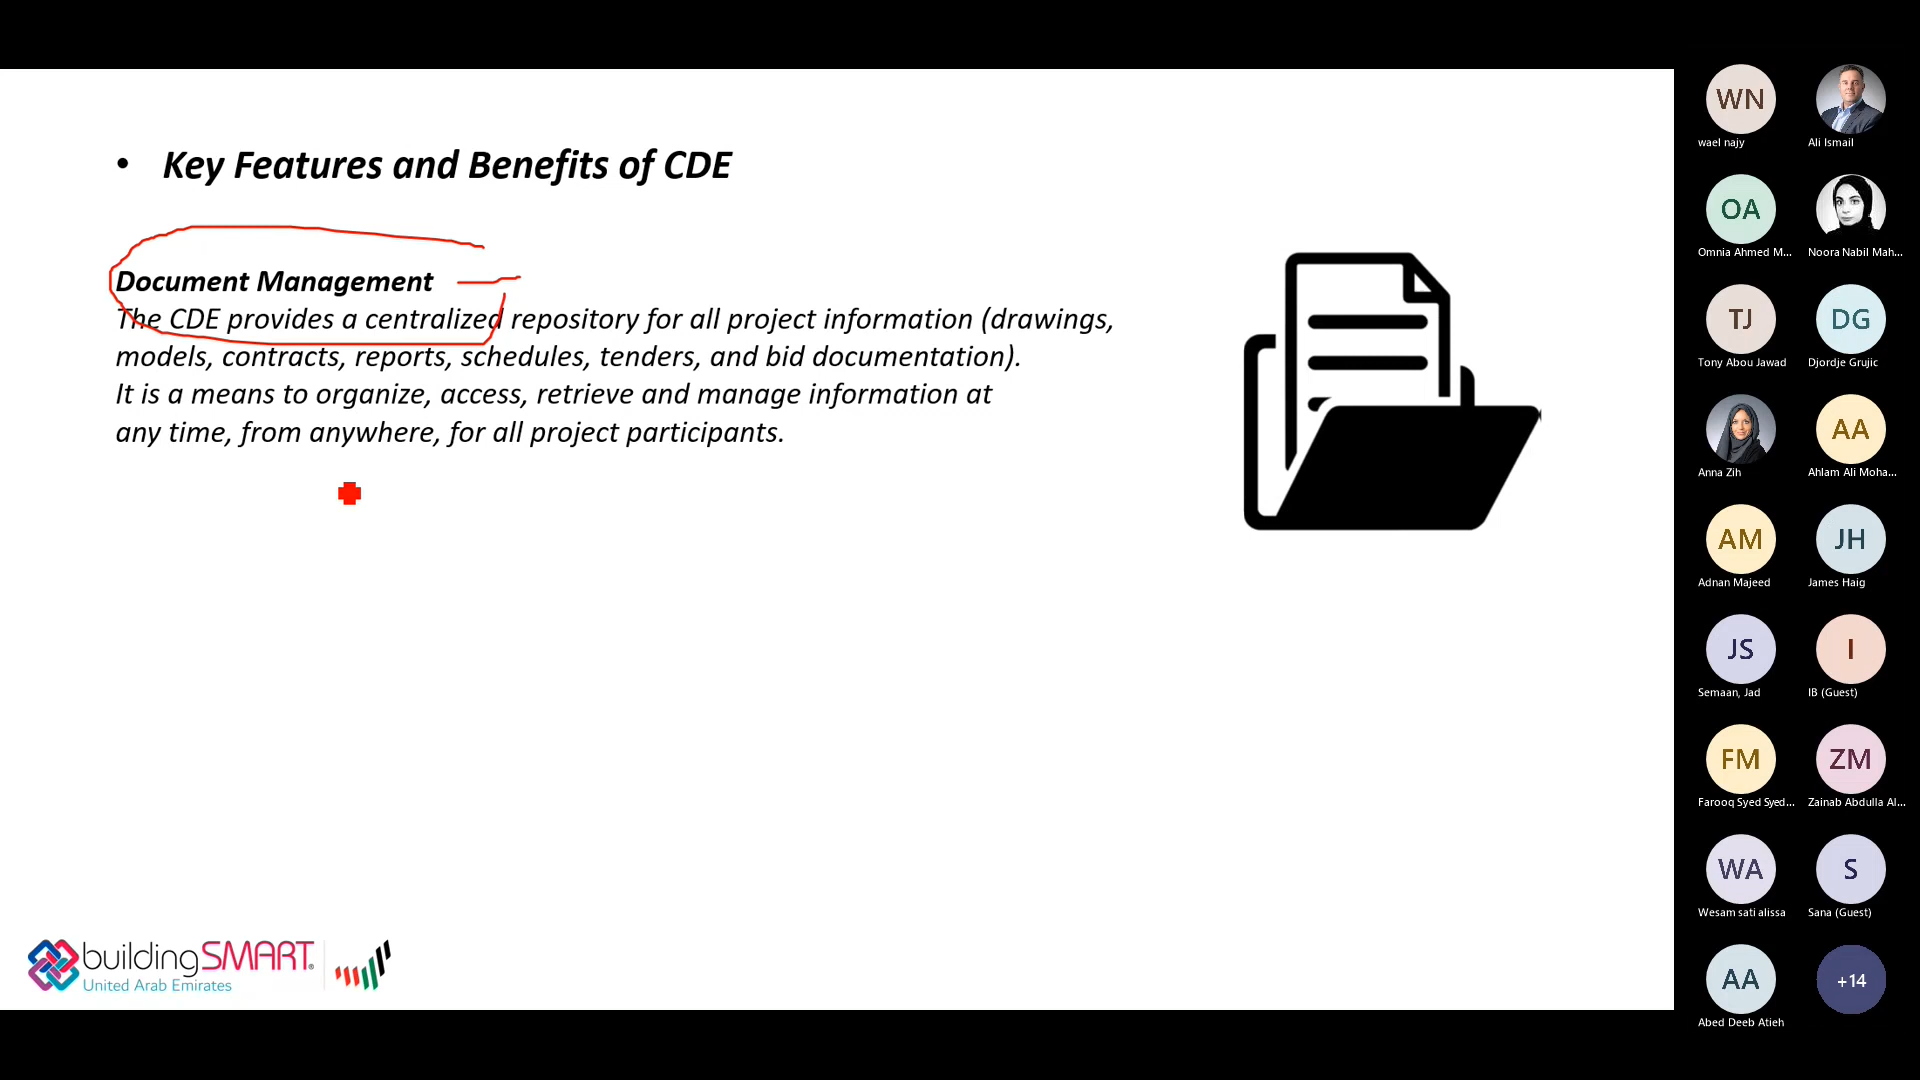 • Key Features and Benefits of CDE
Document Management
The CDE provides a centralized repository for all project information (drawings,
models, contracts, reports, schedules, tenders, and bid documentation).
It is a means to organize, access, retrieve and manage information at
any time, from anywhere, for all project participants.
buildingSMART®
United Arab Emirates
WN
wael najy
Ali Ismail
OA
Omnia Ahmed M...
Noora Nabil Mah...
TJ
Tony Abou Jawad
DG
Djordje Grujic
Anna Zih
AA
Ahlam Ali Moha...
AM
Adnan Majeed
JH
James Haig
JS
Semaan, Jad
I
IB (Guest)
FM
Farooq Syed Syed...
ZM
Zainab Abdulla Al...
WA
Wesam sati alissa
S
Sana (Guest)
AA
Abed Deeb Atieh
+14